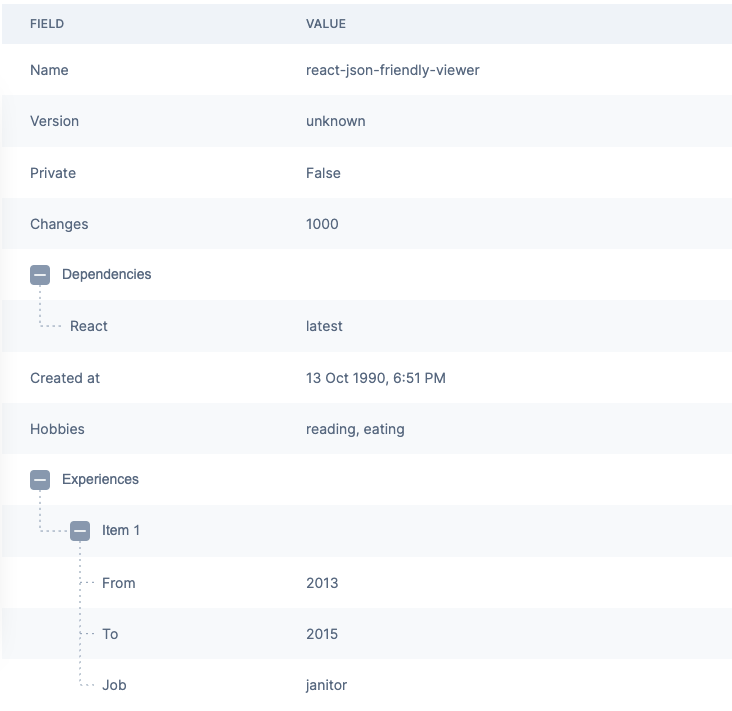 FIELD VALUE
Name react-json-friendly-viewer
Version unknown
Private False
Changes 1000
Dependencies
React latest
Created at 13 Oct 1990, 6:51 PM
Hobbies reading, eating
Experiences
Item 1
From 2013
To 2015
Job janitor